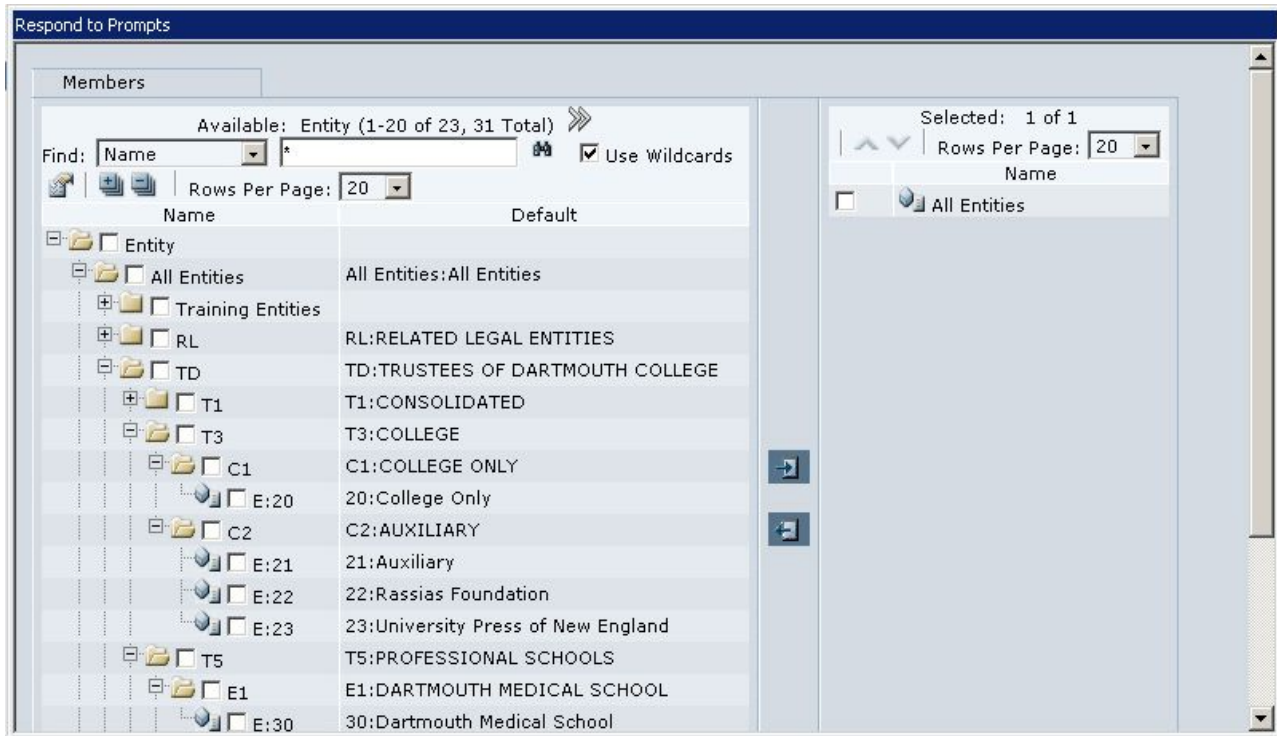 Respond to Prompts
Members
Available: Entity (1-20 of 23, 31 Total)
Find: Name * Use Wildcards
Rows Per Page: 20
Name Default
Entity
All Entities All Entities:All Entities
Training Entities
RL RL:RELATED LEGAL ENTITIES
TD TD:TRUSTEES OF DARTMOUTH COLLEGE
T1 T1:CONSOLIDATED
T3 T3:COLLEGE
C1 C1:COLLEGE ONLY
E:20 20:College Only
C2 C2:AUXILIARY
E:21 21:Auxiliary
E:22 22:Rassias Foundation
E:23 23:University Press of New England
T5 T5:PROFESSIONAL SCHOOLS
E1 E1:DARTMOUTH MEDICAL SCHOOL
E:30 30:Dartmouth Medical School
Selected: 1 of 1
Rows Per Page: 20
Name
All Entities